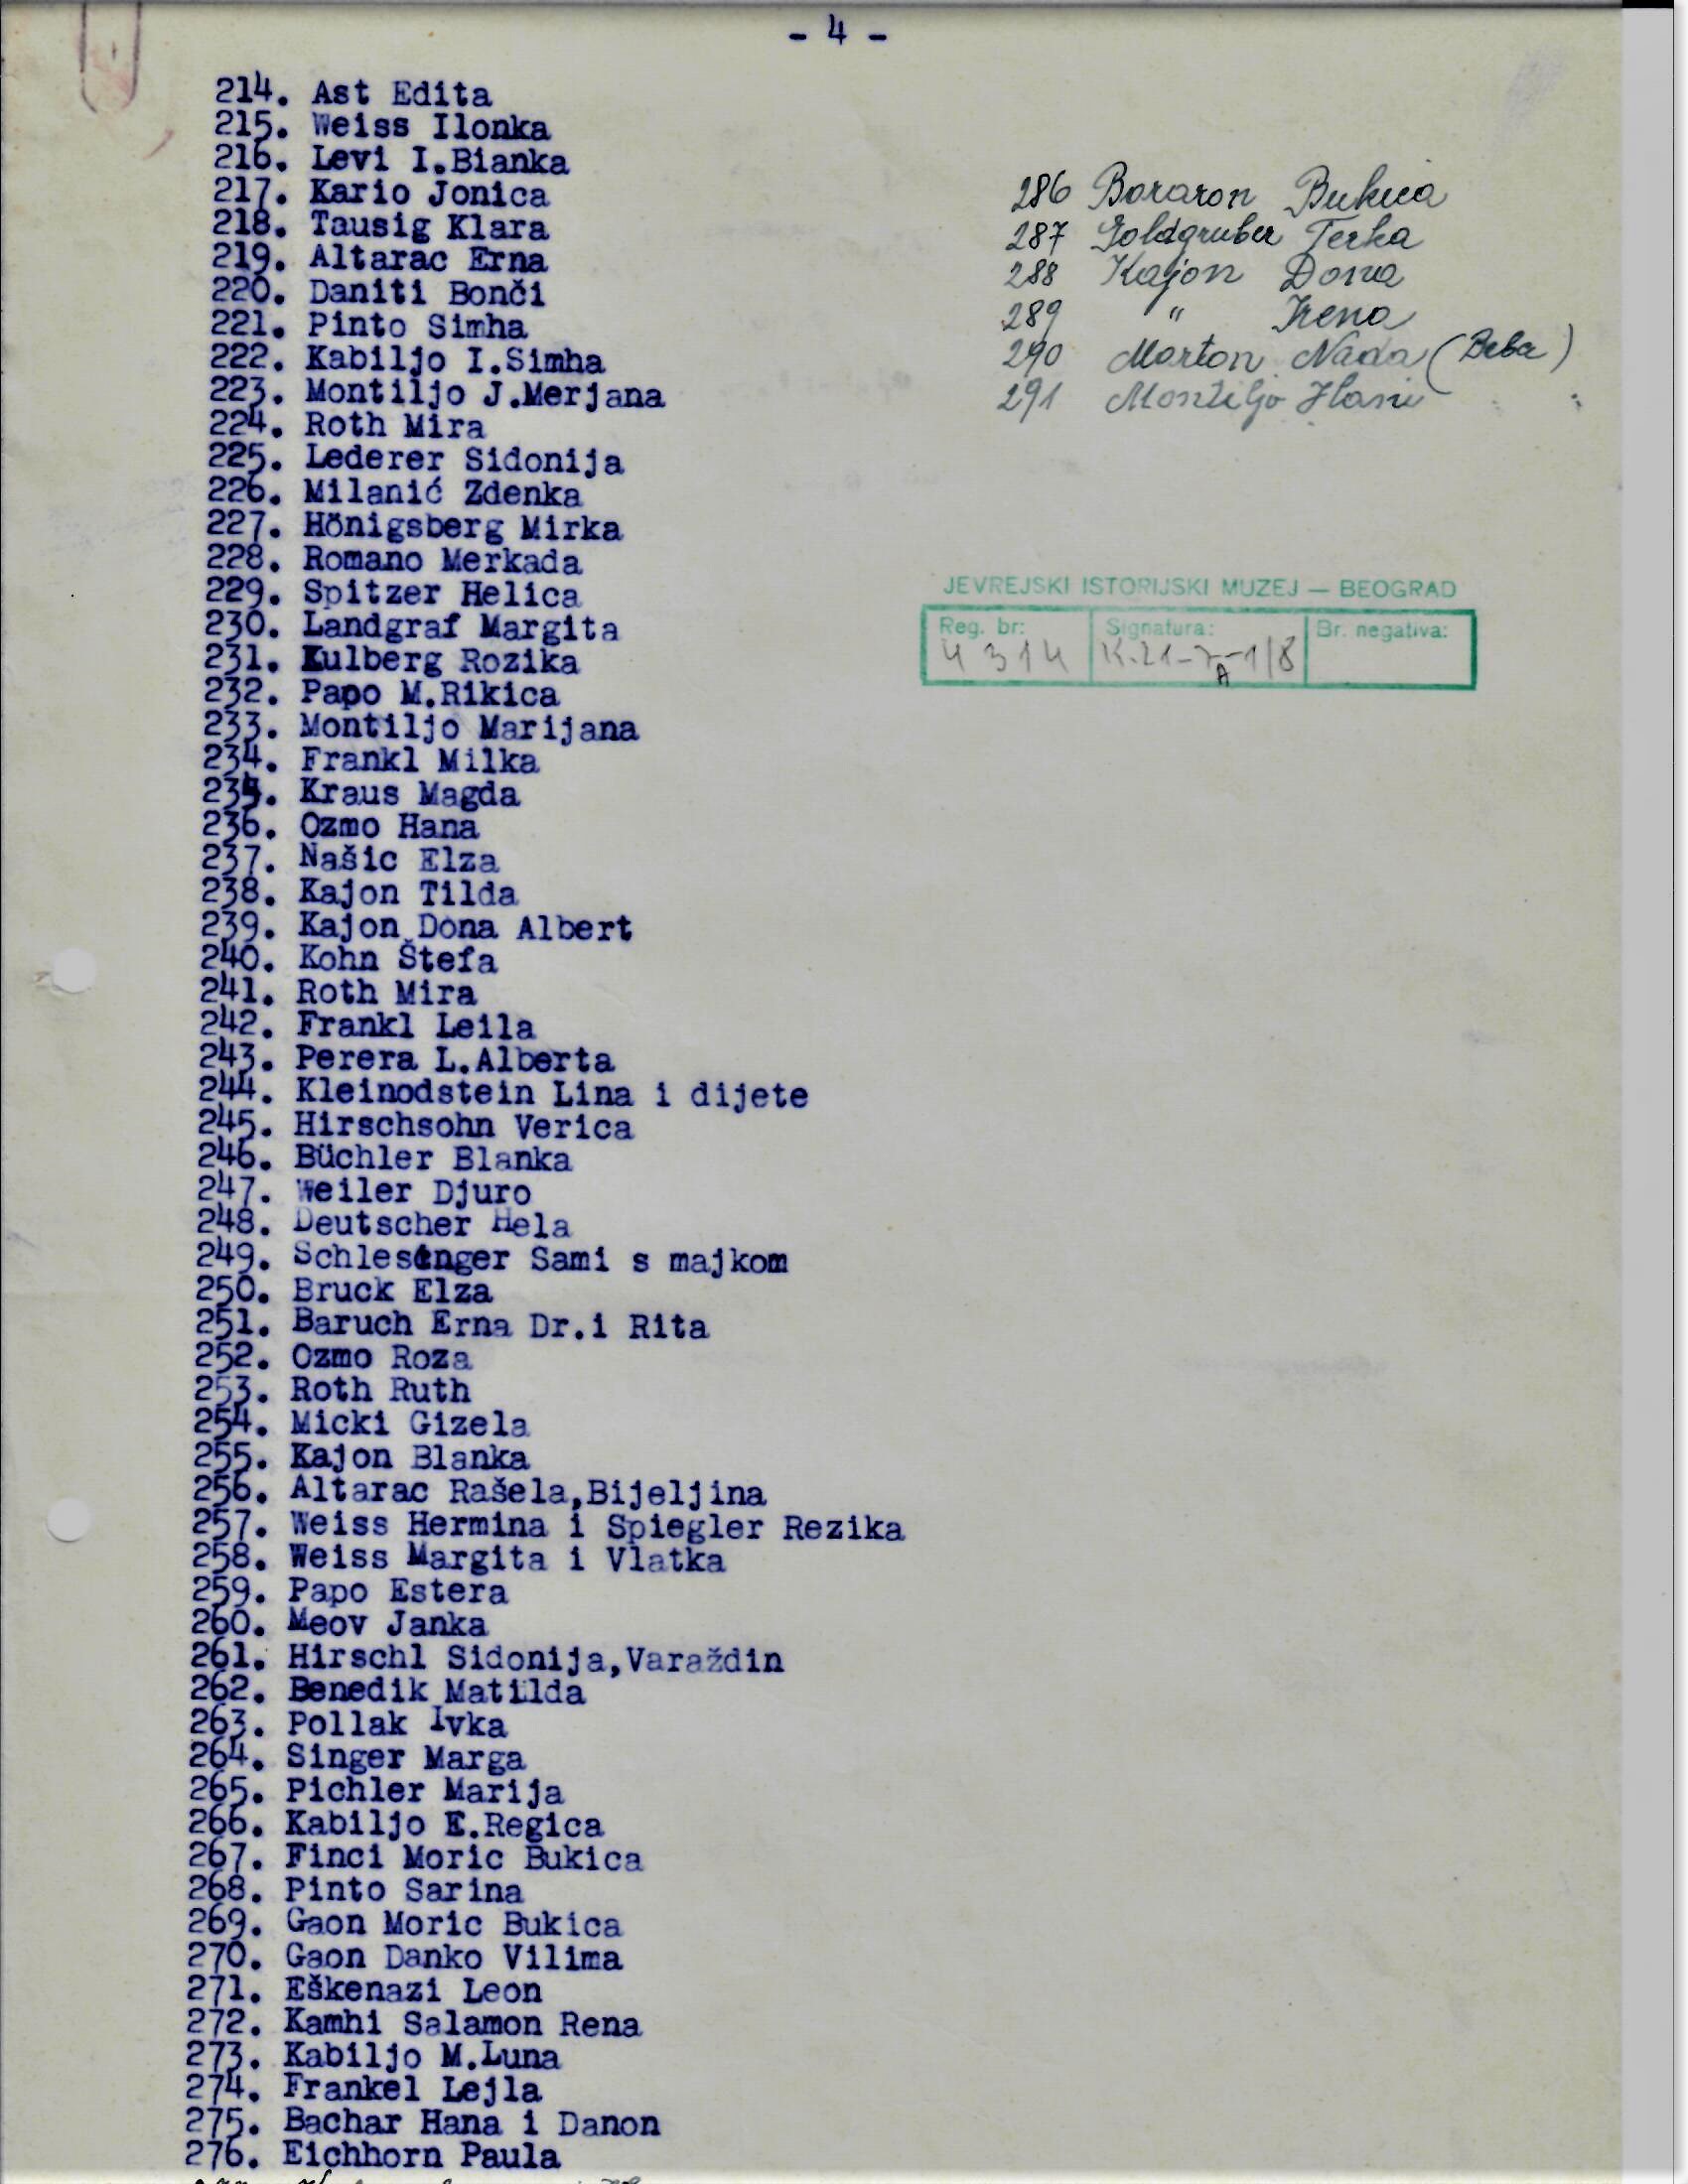 - 4 -
214. Ast Edita
215. Weiss Ilonka
216. Levi I.Bianka
217. Kario Jonica
218. Tausig Klara
219. Altarac Erna
220. Daniti Bonči
221. Pinto Simha
222. Kabiljo I.Simha
223. Montiljo J.Merjana
224. Roth Mira
225. Lederer Sidonija
226. Milanić Zdenka
227. Hönigsberg Mirka
228. Romano Merkada
229. Spitzer Helica
230. Landgraf Margita
231. Kulberg Rozika
232. Papo M.Rikica
233. Montiljo Marijana
234. Frankl Milka
235. Kraus Magda
236. Ozmo Hana
237. Našic Elza
238. Kajon Tilda
239. Kajon Dona Albert
240. Kohn Štefa
241. Roth Mira
242. Frankl Leila
243. Perera L.Alberta
244. Kleinodstein Lina i dijete
245. Hirschsohn Verica
246. Büchler Blanka
247. Weiler Djuro
248. Deutscher Hela
249. Schlesinger Sami s majkom
250. Bruck Elza
251. Baruch Erna Dr.i Rita
252. Ozmo Roza
253. Roth Ruth
254. Micki Gizela
255. Kajon Blanka
256. Altarac Rašela,Bijeljina
257. Weiss Hermina i Spiegler Rezika
258. Weiss Margita i Vlatka
259. Papo Estera
260. Meov Janka
261. Hirschl Sidonija,Varaždin
262. Benedik Matilda
263. Pollak Ivka
264. Singer Marga
265. Pichler Marija
266. Kabiljo E.Regica
267. Finci Moric Bukica
268. Pinto Sarina
269. Gaon Moric Bukica
270. Gaon Danko Vilima
271. Eškenazi Leon
272. Kamhi Salamon Rena
273. Kabiljo M.Luna
274. Frankel Lejla
275. Bachar Hana i Danon
276. Eichhorn Paula
286 Bararon Bukica
287 Goldgruber Terka
288 Kajon Dona
289 " Irena
290 Morton Nada (Beba)
291 Montiljo Hani
JEVREJSKI ISTORIJSKI MUZEJ — BEOGRAD
Reg. br: Signatura: Br. negativa:
4314 K.21-7A-1/8